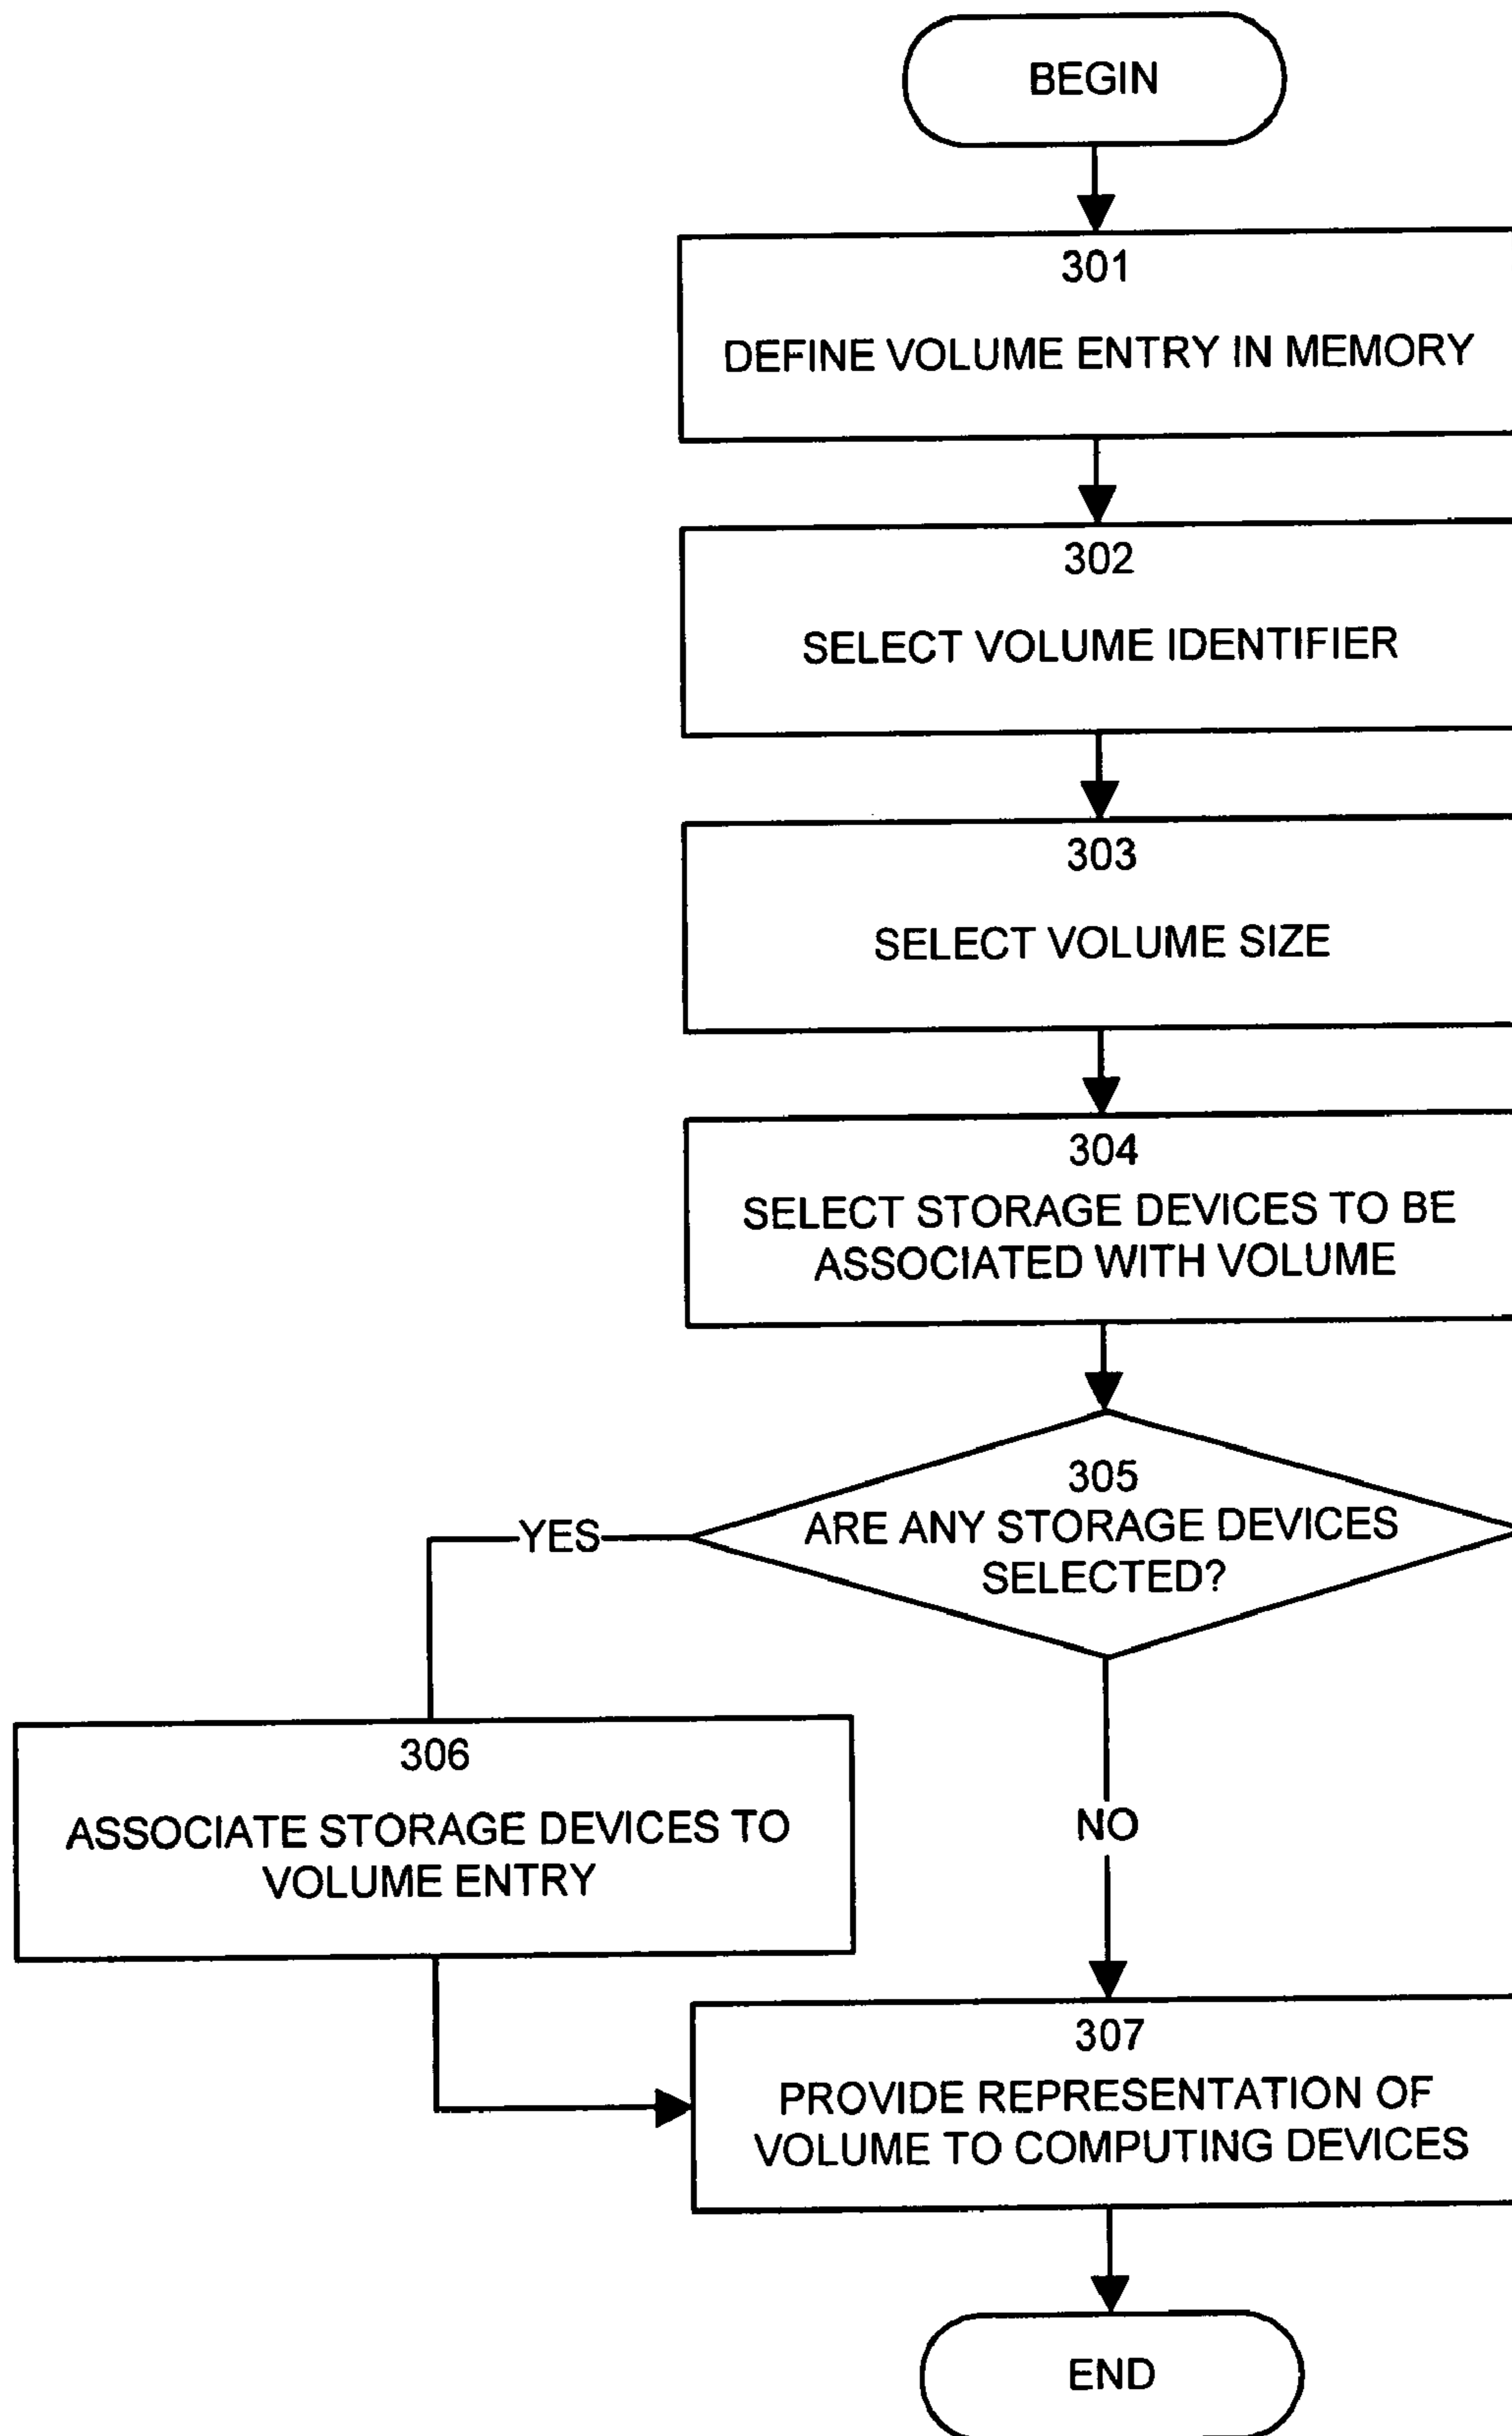 BEGIN
301
DEFINE VOLUME ENTRY IN MEMORY
302
SELECT VOLUME IDENTIFIER
303
SELECT VOLUME SIZE
304
SELECT STORAGE DEVICES TO BE
ASSOCIATED WITH VOLUME
305
ARE ANY STORAGE DEVICES
SELECTED?
YES
306
ASSOCIATE STORAGE DEVICES TO
VOLUME ENTRY
NO
307
PROVIDE REPRESENTATION OF
VOLUME TO COMPUTING DEVICES
END